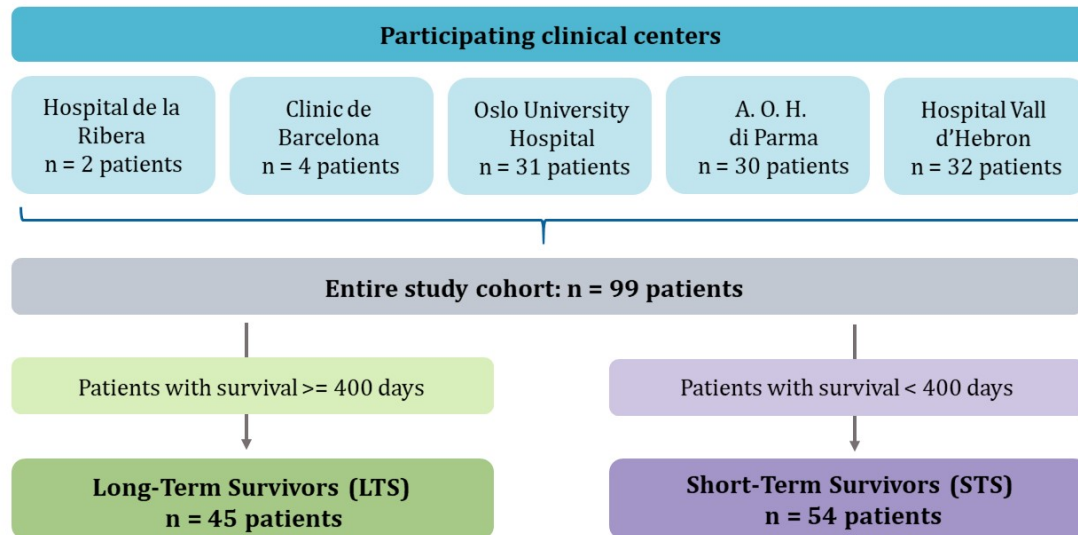 Participating clinical centers
Hospital de la
Ribera
n = 2 patients
Clinic de
Barcelona
n = 4 patients
Oslo University
Hospital
n = 31 patients
A. O. H.
di Parma
n = 30 patients
Hospital Vall
d'Hebron
n = 32 patients
Entire study cohort: n = 99 patients
Patients with survival >= 400 days
Patients with survival < 400 days
Long-Term Survivors (LTS)
n = 45 patients
Short-Term Survivors (STS)
n = 54 patients